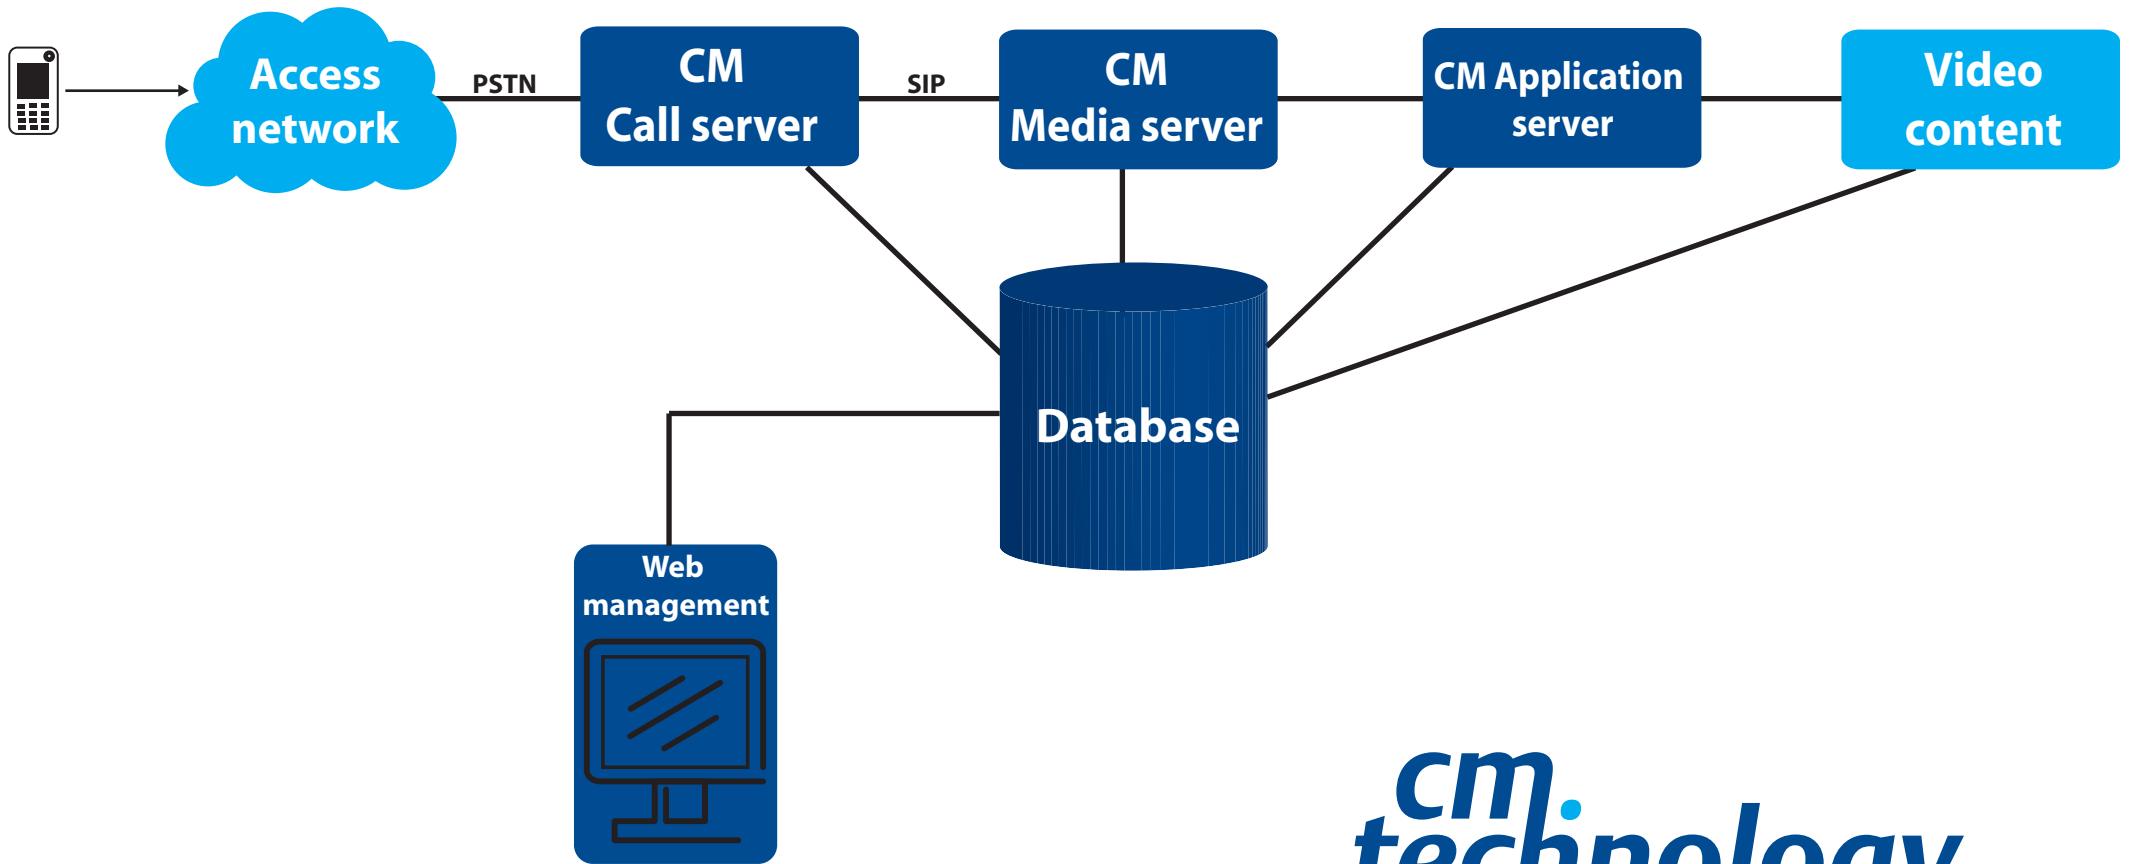 Access
network
PSTN
CM
Call server
SIP
CM
Media server
CM Application
server
Video
content
Database
Web
management
cm.
technology